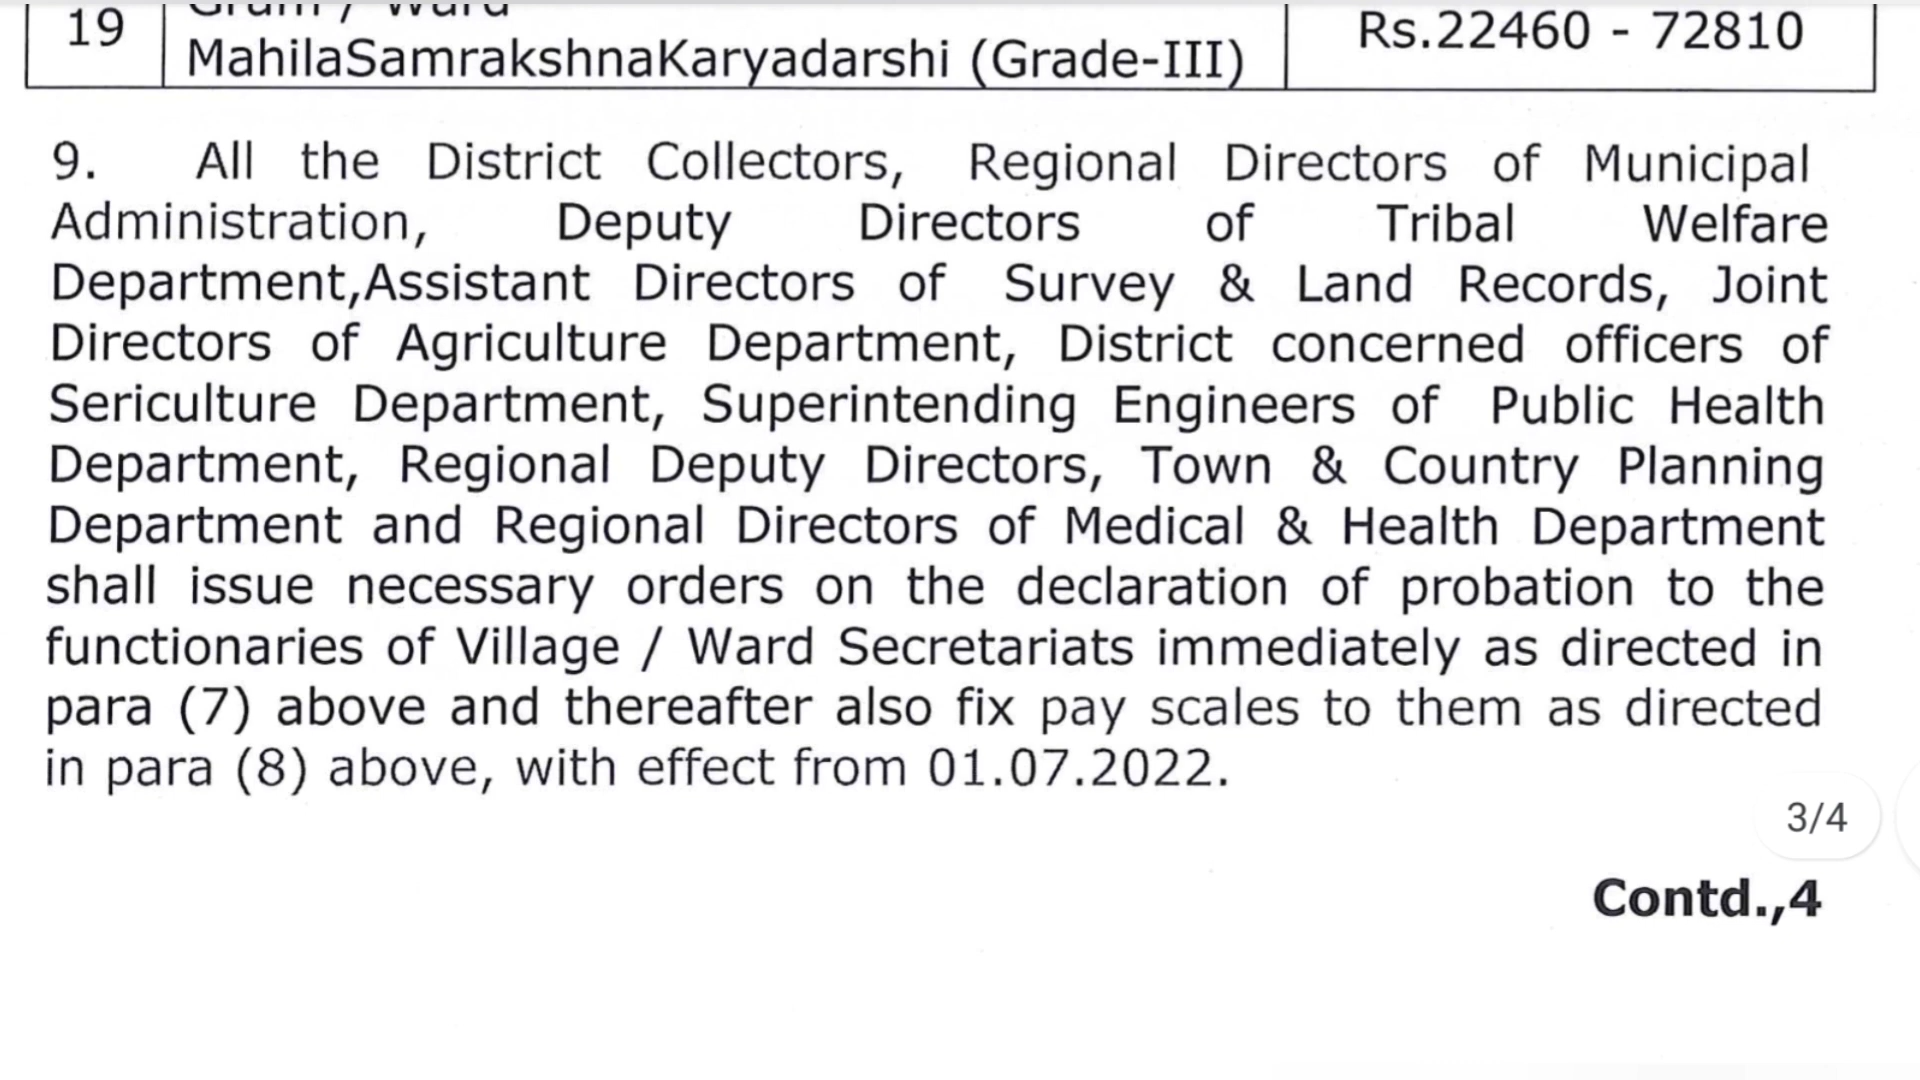 19
Gram / Ward
MahilaSamrakshnaKaryadarshi (Grade-III)
Rs.22460 - 72810
9. All the District Collectors, Regional Directors of Municipal
Administration, Deputy Directors of Tribal Welfare
Department,Assistant Directors of Survey & Land Records, Joint
Directors of Agriculture Department, District concerned officers of
Sericulture Department, Superintending Engineers of Public Health
Department, Regional Deputy Directors, Town & Country Planning
Department and Regional Directors of Medical & Health Department
shall issue necessary orders on the declaration of probation to the
functionaries of Village / Ward Secretariats immediately as directed in
para (7) above and thereafter also fix pay scales to them as directed
in para (8) above, with effect from 01.07.2022.
3/4
Contd.,4